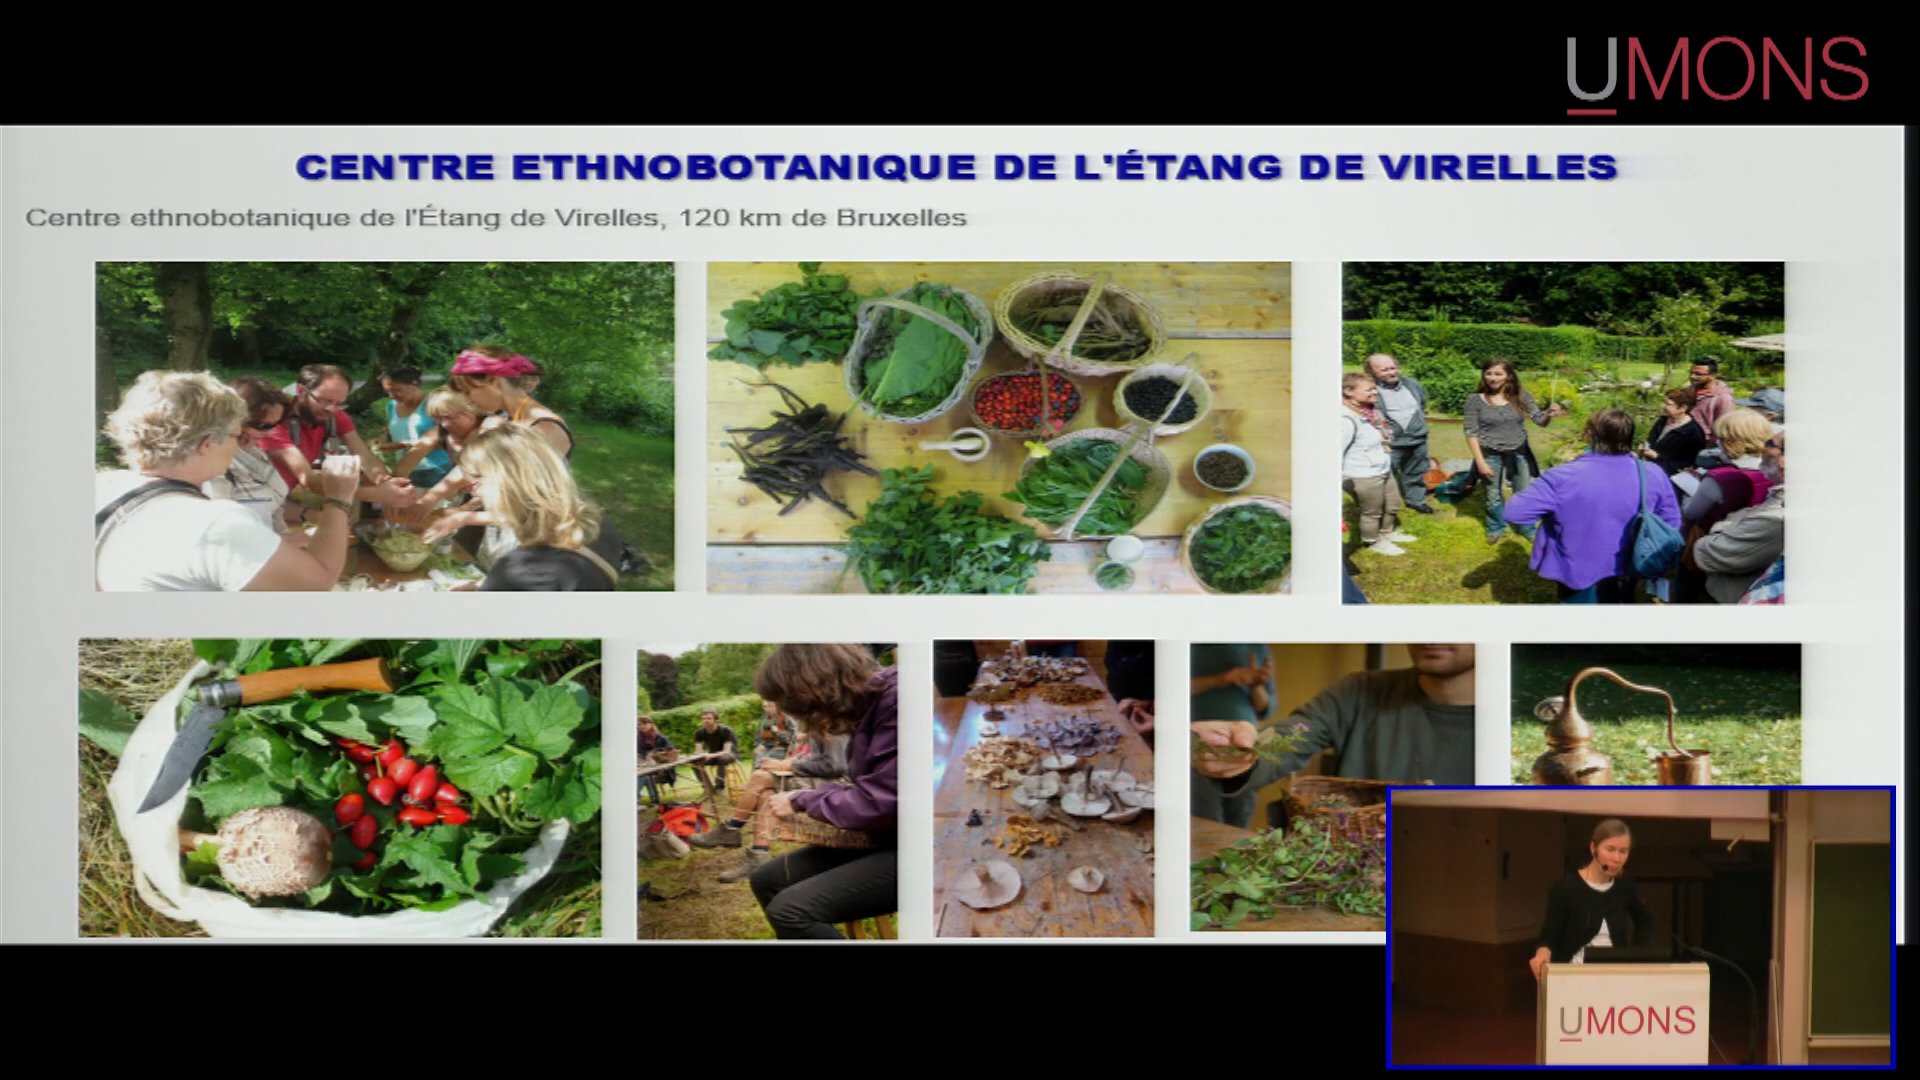 UMONS
CENTRE ETHNOBOTANIQUE DE L'ÉTANG DE VIRELLES
Centre ethnobotanique de l'Étang de Virelles, 120 km de Bruxelles
UMONS